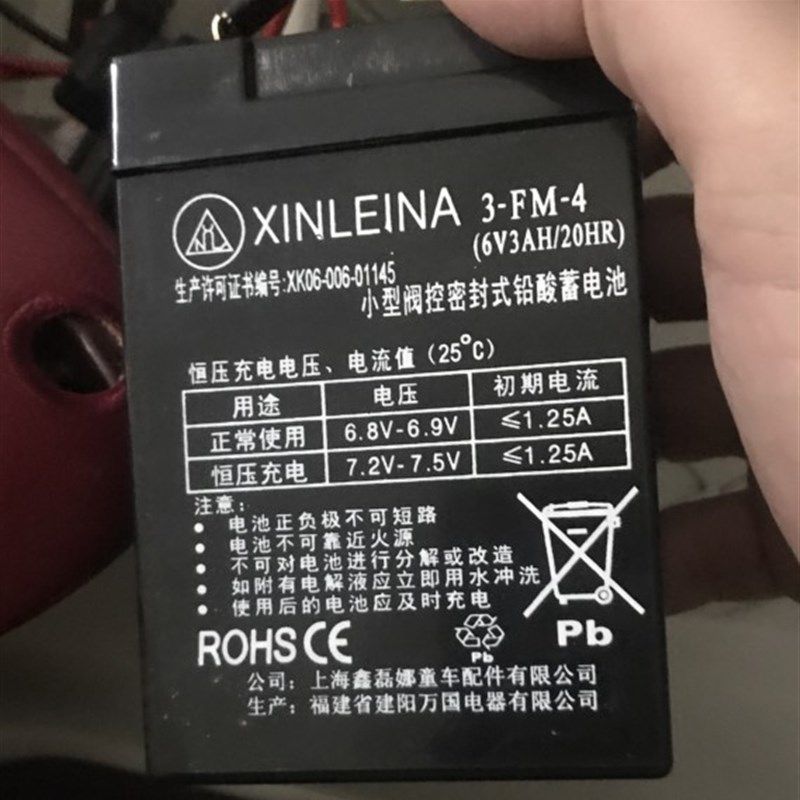 XINLEINA 3-FM-4
(6V3AH/20HR)
生产许可证书编号:XK06-006-01145
小型阀控密封式铅酸蓄电池
恒压充电电压、电流值(25°C)
用途 电压 初期电流
正常使用 6.8V-6.9V ≤1.25A
恒压充电 7.2V-7.5V ≤1.25A
注意:
• 电池正负极不可短路
• 电池不可靠近火源
• 不可对电池进行分解或改造
• 如附有电解液应立即用水冲洗
• 使用后的电池应及时充电
ROHS CE
Pb
Pb
公司: 上海鑫磊娜童车配件有限公司
生产: 福建省建阳万国电器有限公司